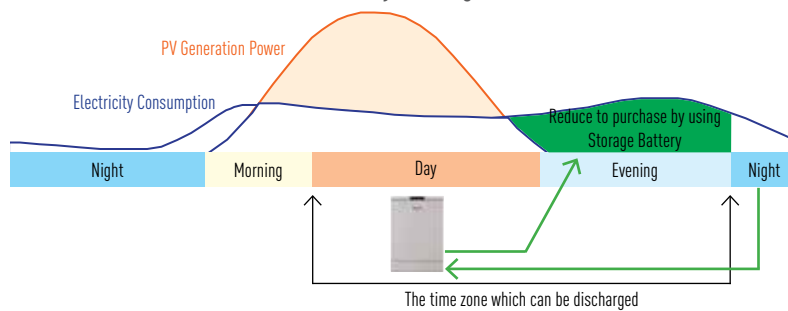 PV Generation Power
Electricity Consumption
Reduce to purchase by using
Storage Battery
Night
Morning
Day
Evening
Night
The time zone which can be discharged